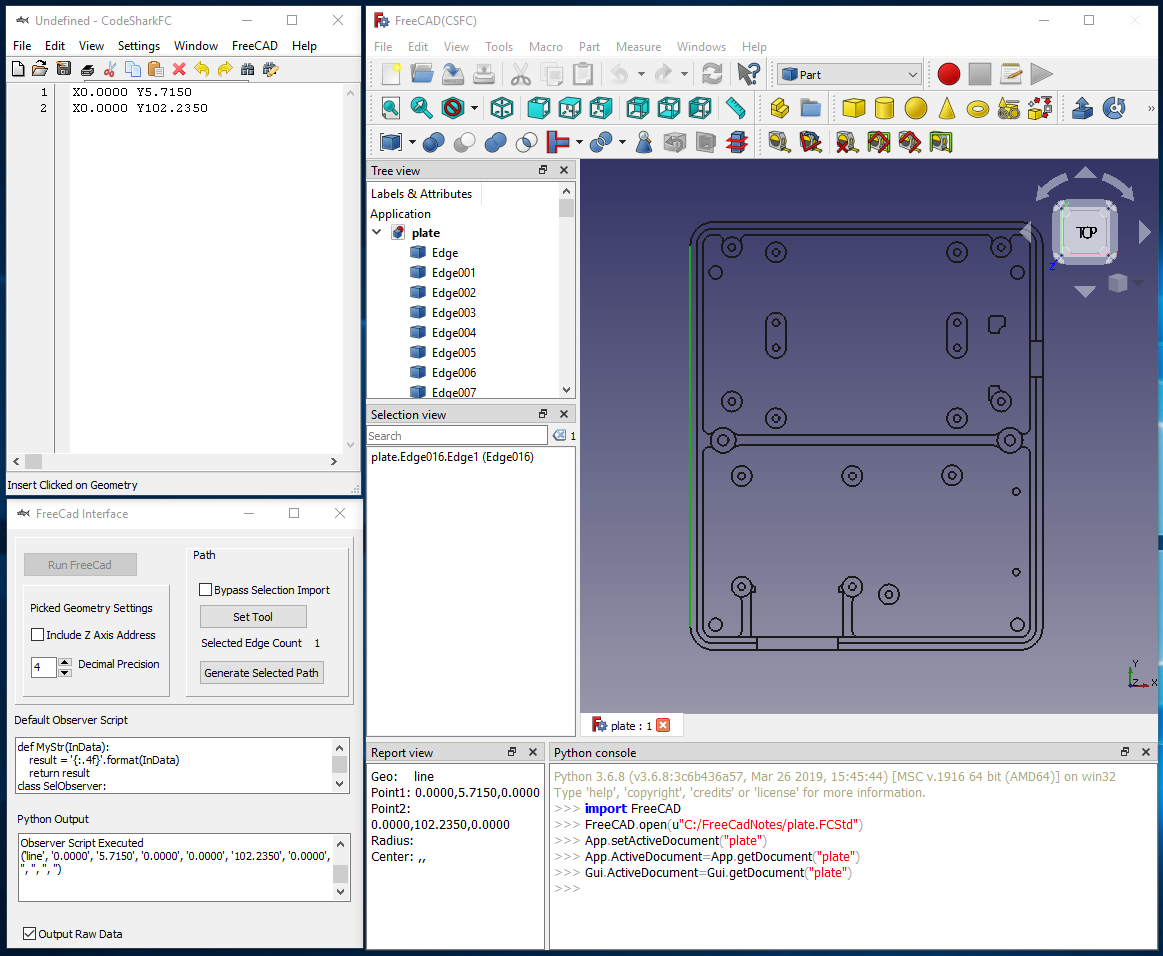 Undefined - CodeSharkFC
File Edit View Settings Window FreeCAD Help
1 X0.0000 Y5.7150
2 X0.0000 Y102.2350
Insert Clicked on Geometry
FreeCad Interface
Run FreeCad
Picked Geometry Settings
Include Z Axis Address
4 Decimal Precision
Path
Bypass Selection Import
Set Tool
Selected Edge Count 1
Generate Selected Path
Default Observer Script
def MyStr(InData):
result = '{:.4f}'.format(InData)
return result
class SelObserver:
Python Output
Observer Script Executed
('line', '0.0000', '5.7150', '0.0000', '0.0000', '102.2350', '0.0000',
'', '', '', '')
Output Raw Data
FreeCAD(CSFC)
File Edit View Tools Macro Part Measure Windows Help
Part
Tree view
Labels & Attributes
Application
plate
Edge
Edge001
Edge002
Edge003
Edge004
Edge005
Edge006
Edge007
Selection view
Search 1
plate.Edge016.Edge1 (Edge016)
TOP
Z
Y
Z X
plate : 1
Report view
Geo: line
Point1: 0.0000,5.7150,0.0000
Point2:
0.0000,102.2350,0.0000
Radius:
Center: ,,
Python console
Python 3.6.8 (v3.6.8:3c6b436a57, Mar 26 2019, 15:45:44) [MSC v.1916 64 bit (AMD64)] on win32
Type 'help', 'copyright', 'credits' or 'license' for more information.
>>> import FreeCAD
>>> FreeCAD.open(u"C:/FreeCadNotes/plate.FCStd")
>>> App.setActiveDocument("plate")
>>> App.ActiveDocument=App.getDocument("plate")
>>> Gui.ActiveDocument=Gui.getDocument("plate")
>>>